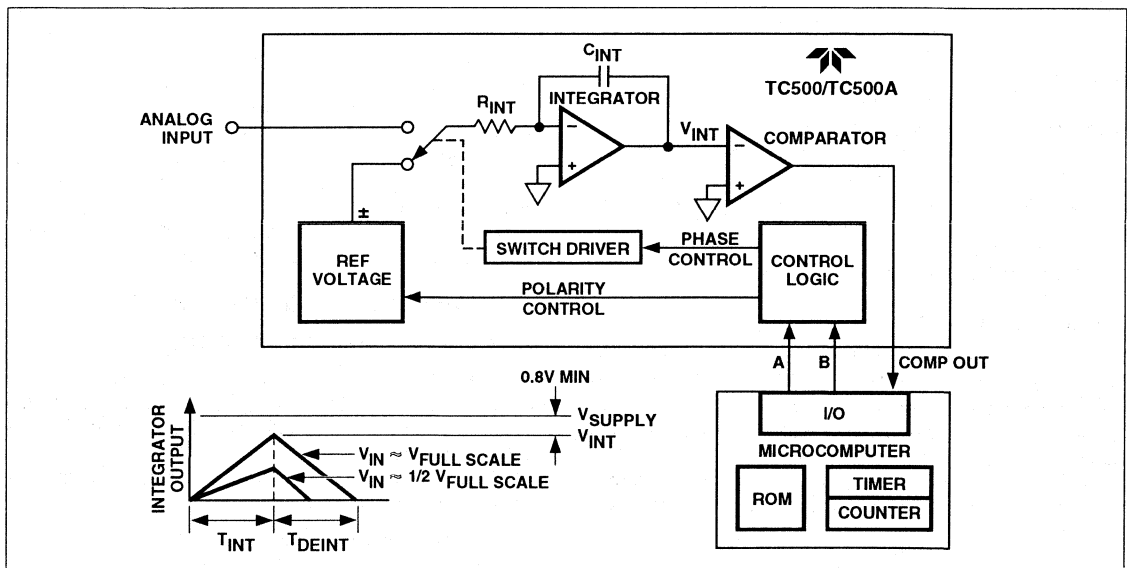 C_INT
TC500/TC500A
R_INT
INTEGRATOR
ANALOG
INPUT
−
+
V_INT
COMPARATOR
−
+
±
REF
VOLTAGE
SWITCH DRIVER
PHASE
CONTROL
CONTROL
LOGIC
POLARITY
CONTROL
A
B
COMP OUT
I/O
MICROCOMPUTER
ROM
TIMER
COUNTER
0.8V MIN
V_SUPPLY
V_INT
INTEGRATOR
OUTPUT
V_IN ≈ V_FULL SCALE
V_IN ≈ 1/2 V_FULL SCALE
T_INT
T_DEINT